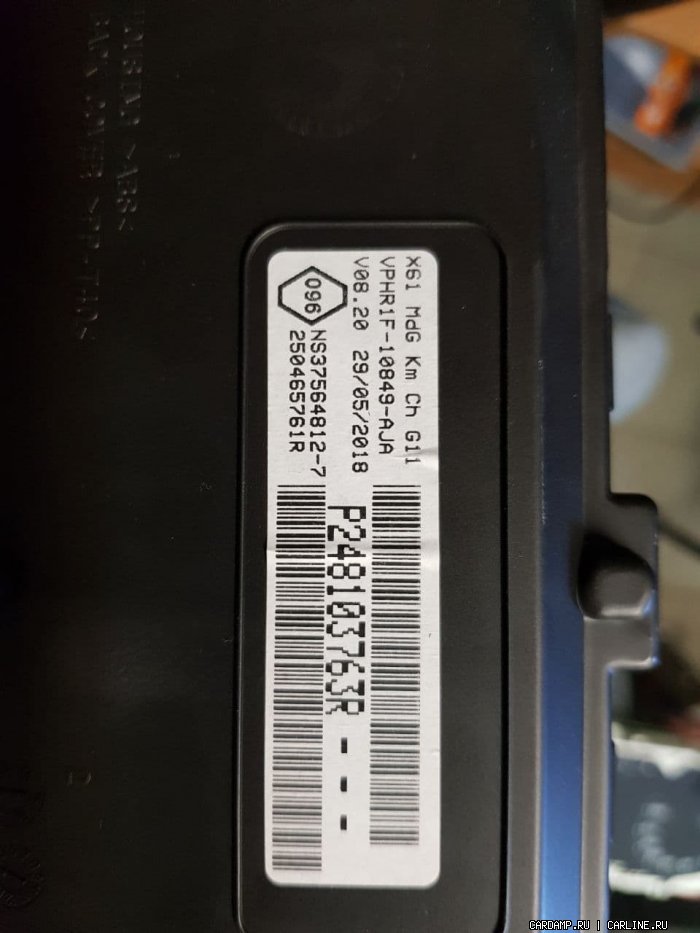 X61 MdG Km Ch G11
VPHR1F-10849-AJA
V08.20 29/05/2018
096
NS37564812-7
250465761R
P248103763R - - -
>ABS<
CARDAMP.RU | CARLINE.RU